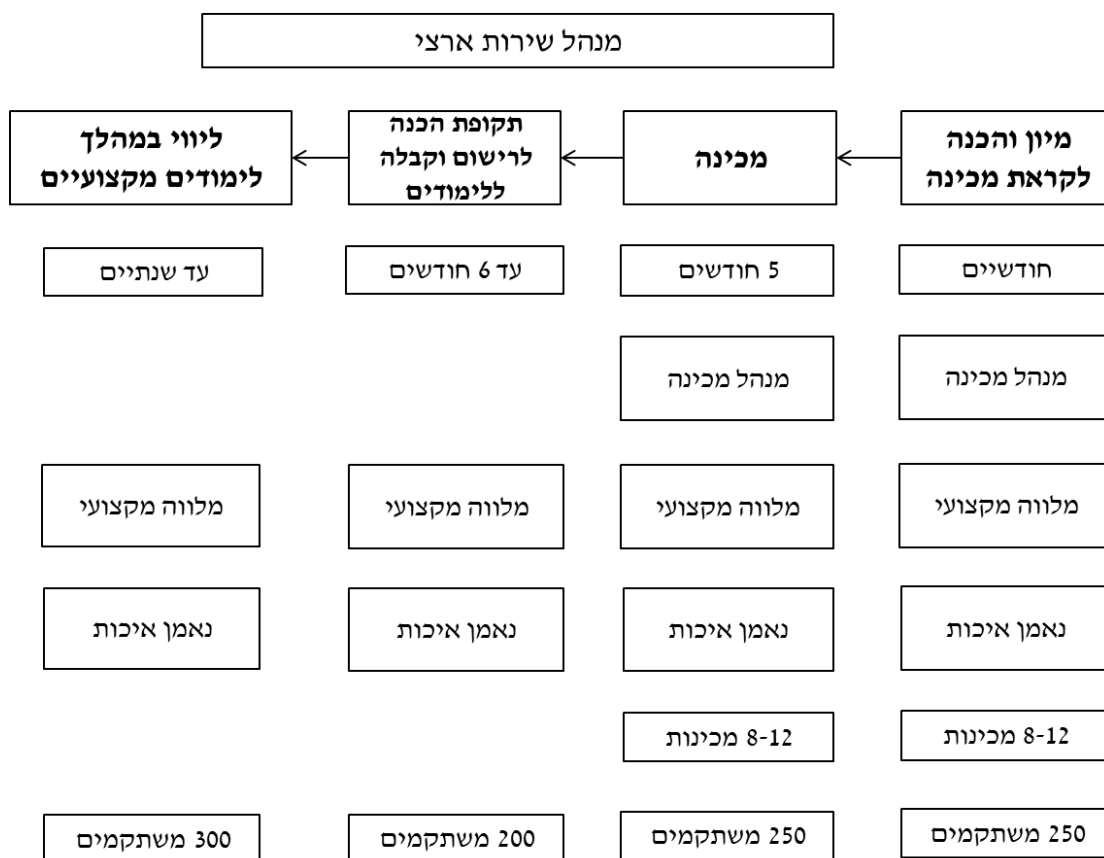 מנהל שירות ארצי
מיון והכנה
לקראת מכינה
מכינה
תקופת הכנה
לרישום וקבלה
ללימודים
ליווי במהלך
לימודים מקצועיים
חודשיים
5 חודשים
עד 6 חודשים
עד שנתיים
מנהל מכינה
מנהל מכינה
מלווה מקצועי
מלווה מקצועי
מלווה מקצועי
מלווה מקצועי
נאמן איכות
נאמן איכות
נאמן איכות
נאמן איכות
8-12 מכינות
8-12 מכינות
250 משתקמים
250 משתקמים
200 משתקמים
300 משתקמים